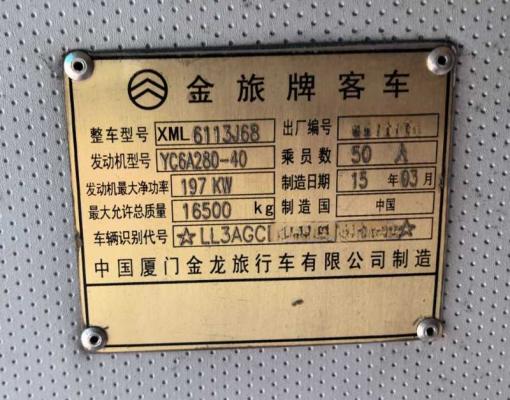 金旅牌客车
整车型号 XML 6113J68 出厂编号
发动机型号 YC6A280-40 乘员数 50 人
发动机最大净功率 197 KW 制造日期 15 年 03 月
最大允许总质量 16500 kg 制造国 中国
车辆识别代号 ☆LL3AGC ☆
中国厦门金龙旅行车有限公司制造